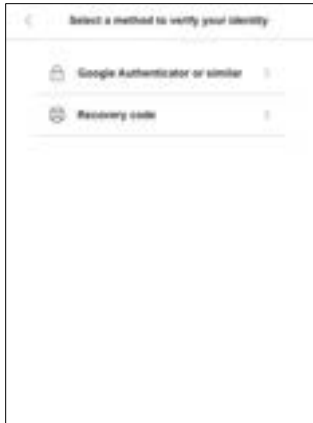 Select a method to verify your identity
Google Authenticator or similar
Recovery code